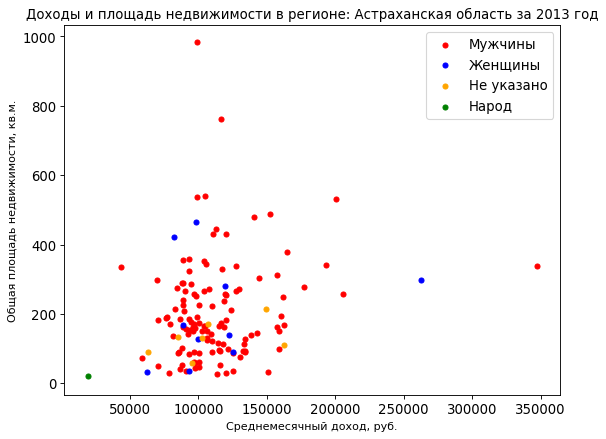 Доходы и площадь недвижимости в регионе: Астраханская область за 2013 год
Общая площадь недвижимости, кв.м.
1000
800
600
400
200
0
Мужчины
Женщины
Не указано
Народ
50000 100000 150000 200000 250000 300000 350000
Среднемесячный доход, руб.